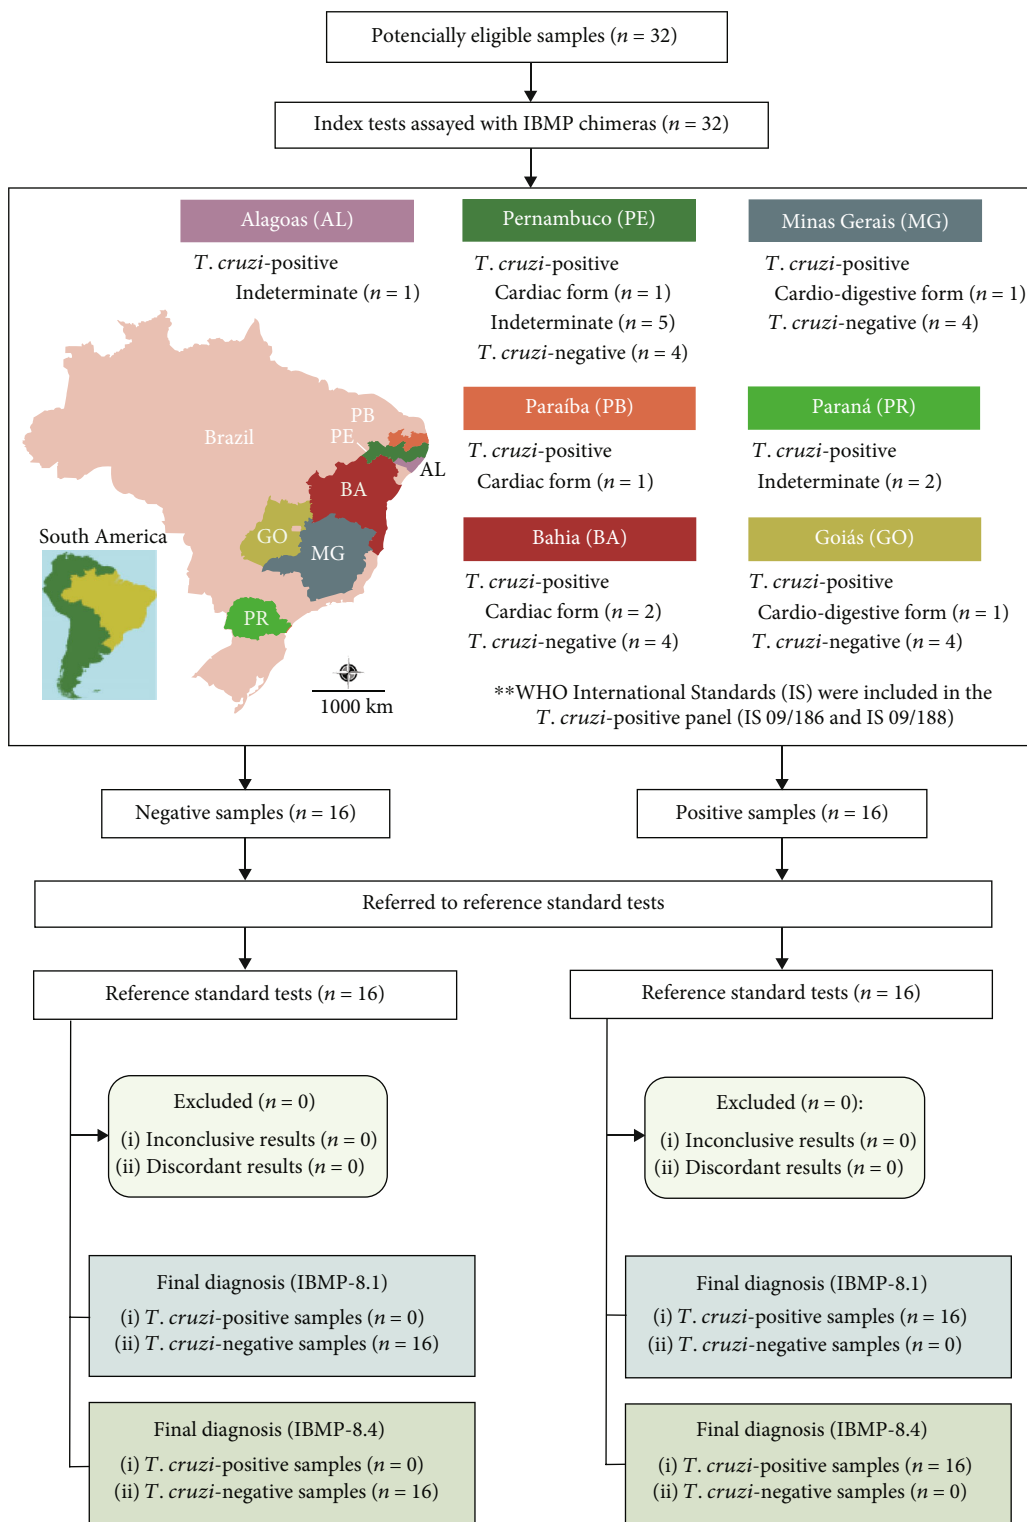 Potencially eligible samples (n = 32)
Index tests assayed with IBMP chimeras (n = 32)
Alagoas (AL)
T. cruzi-positive
Indeterminate (n = 1)
Pernambuco (PE)
T. cruzi-positive
Cardiac form (n = 1)
Indeterminate (n = 5)
T. cruzi-negative (n = 4)
Minas Gerais (MG)
T. cruzi-positive
Cardio-digestive form (n = 1)
T. cruzi-negative (n = 4)
Paraíba (PB)
T. cruzi-positive
Cardiac form (n = 1)
Paraná (PR)
T. cruzi-positive
Indeterminate (n = 2)
Bahia (BA)
T. cruzi-positive
Cardiac form (n = 2)
T. cruzi-negative (n = 4)
Goiás (GO)
T. cruzi-positive
Cardio-digestive form (n = 1)
T. cruzi-negative (n = 4)
PB
PE
Brazil
AL
BA
GO
MG
PR
South America
1000 km
**WHO International Standards (IS) were included in the
T. cruzi-positive panel (IS 09/186 and IS 09/188)
Negative samples (n = 16)
Positive samples (n = 16)
Referred to reference standard tests
Reference standard tests (n = 16)
Excluded (n = 0)
(i) Inconclusive results (n = 0)
(ii) Discordant results (n = 0)
Final diagnosis (IBMP-8.1)
(i) T. cruzi-positive samples (n = 0)
(ii) T. cruzi-negative samples (n = 16)
Final diagnosis (IBMP-8.4)
(i) T. cruzi-positive samples (n = 0)
(ii) T. cruzi-negative samples (n = 16)
Reference standard tests (n = 16)
Excluded (n = 0):
(i) Inconclusive results (n = 0)
(ii) Discordant results (n = 0)
Final diagnosis (IBMP-8.1)
(i) T. cruzi-positive samples (n = 16)
(ii) T. cruzi-negative samples (n = 0)
Final diagnosis (IBMP-8.4)
(i) T. cruzi-positive samples (n = 16)
(ii) T. cruzi-negative samples (n = 0)